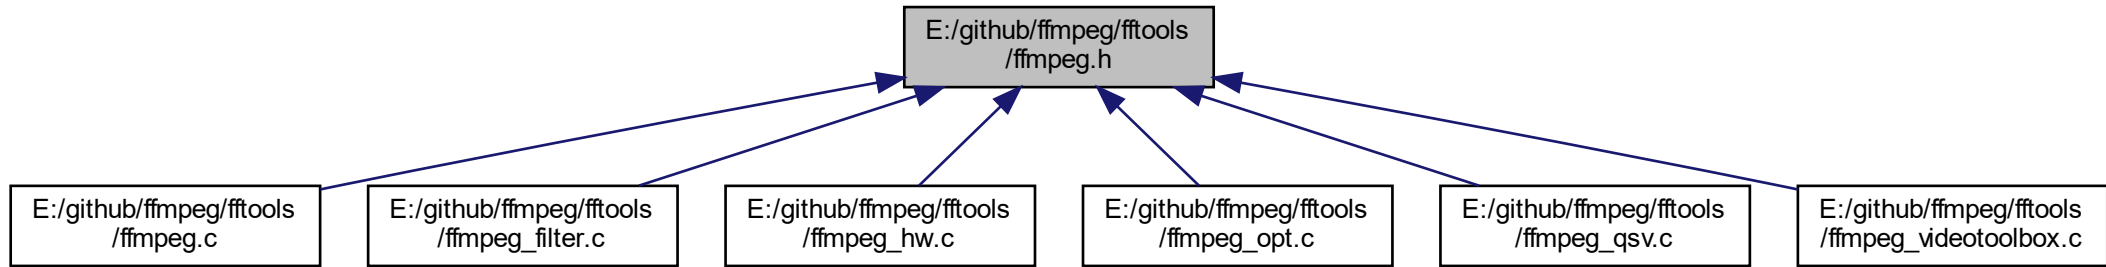 E:/github/ffmpeg/fftools
/ffmpeg.h
E:/github/ffmpeg/fftools
/ffmpeg.c
E:/github/ffmpeg/fftools
/ffmpeg_filter.c
E:/github/ffmpeg/fftools
/ffmpeg_hw.c
E:/github/ffmpeg/fftools
/ffmpeg_opt.c
E:/github/ffmpeg/fftools
/ffmpeg_qsv.c
E:/github/ffmpeg/fftools
/ffmpeg_videotoolbox.c